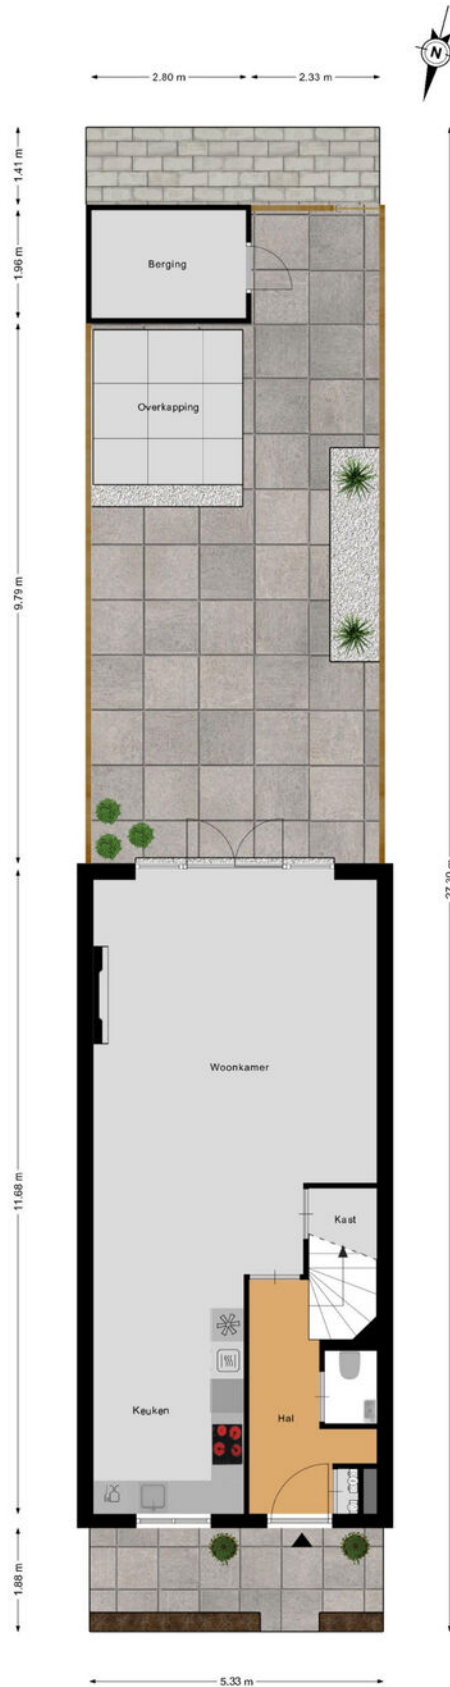 N
2.80 m
2.33 m
1.41 m
1.96 m
Berging
Overkapping
9.79 m
Woonkamer
11.68 m
Kast
Keuken
Hal
1.88 m
5.33 m